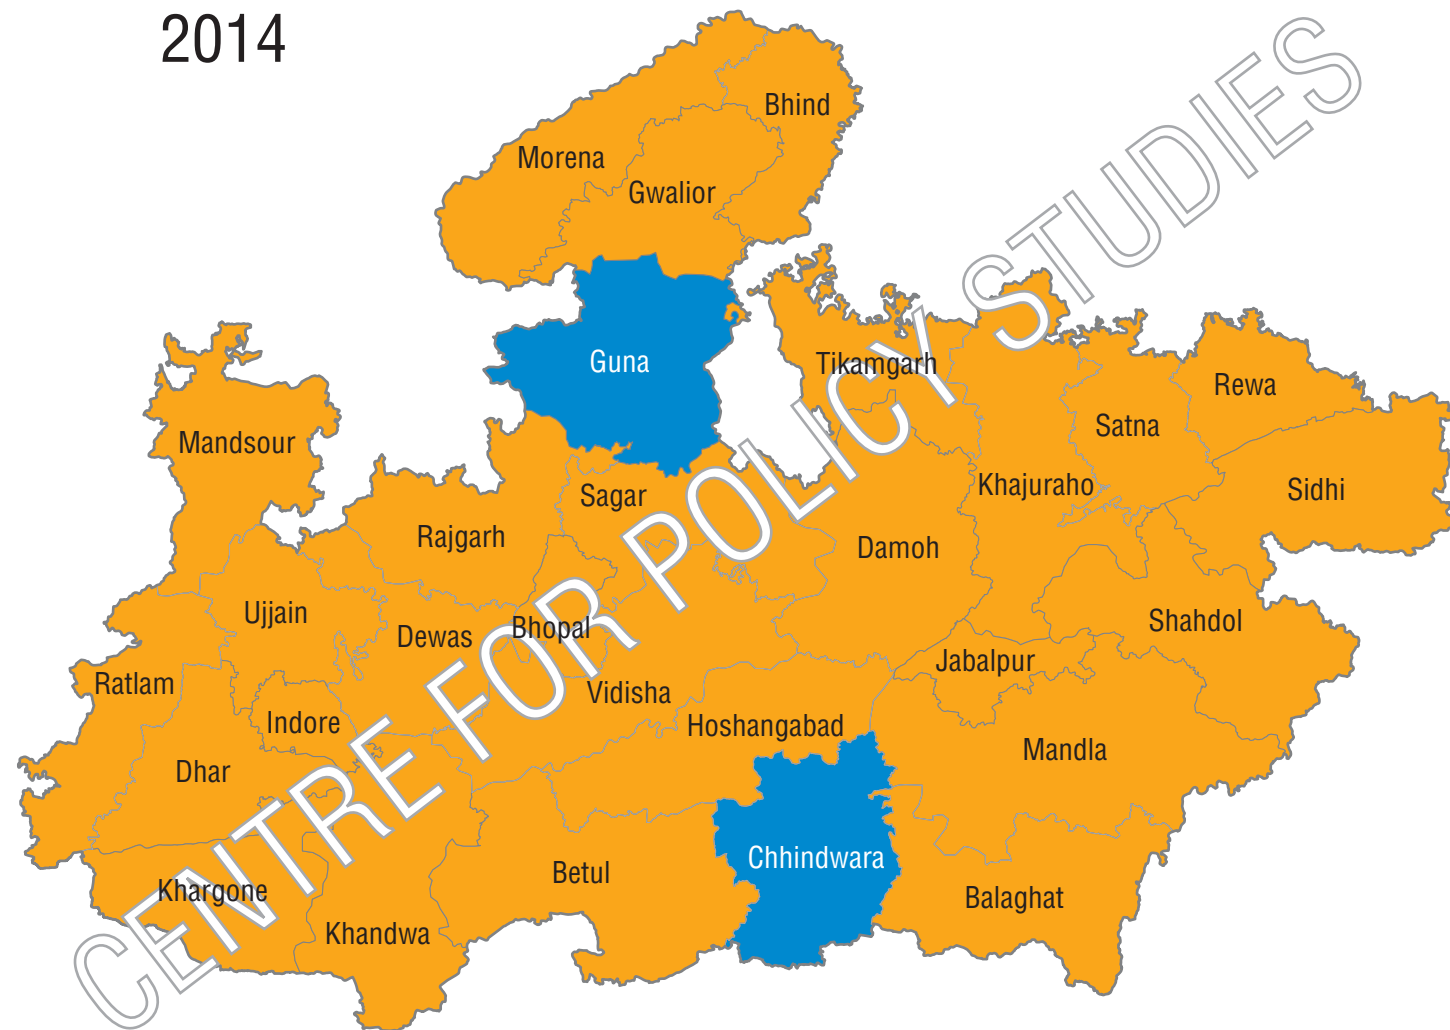 2014
Bhind
Morena
Gwalior
Guna
Tikamgarh
Rewa
Satna
Mandsour
Khajuraho
Sidhi
Sagar
Rajgarh
Damoh
Ujjain
Dewas
Bhopal
Shahdol
Jabalpur
Ratlam
Vidisha
Indore
Hoshangabad
Mandla
Dhar
Chhindwara
Betul
Khargone
Balaghat
Khandwa
CENTRE FOR POLICY STUDIES